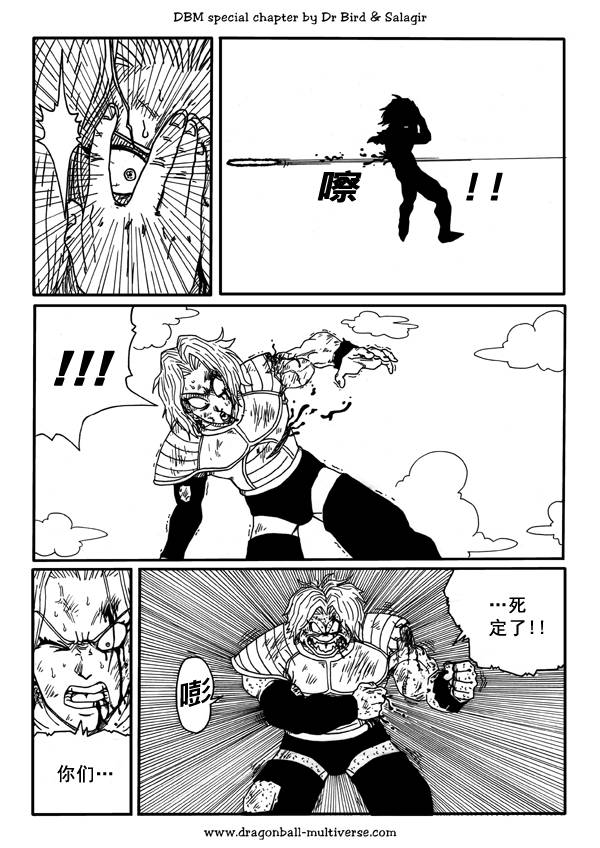 DBM special chapter by Dr Bird & Salagir
嚓 !!
!!!
你们…
…死
定了!!
嘭
www.dragonball-multiverse.com